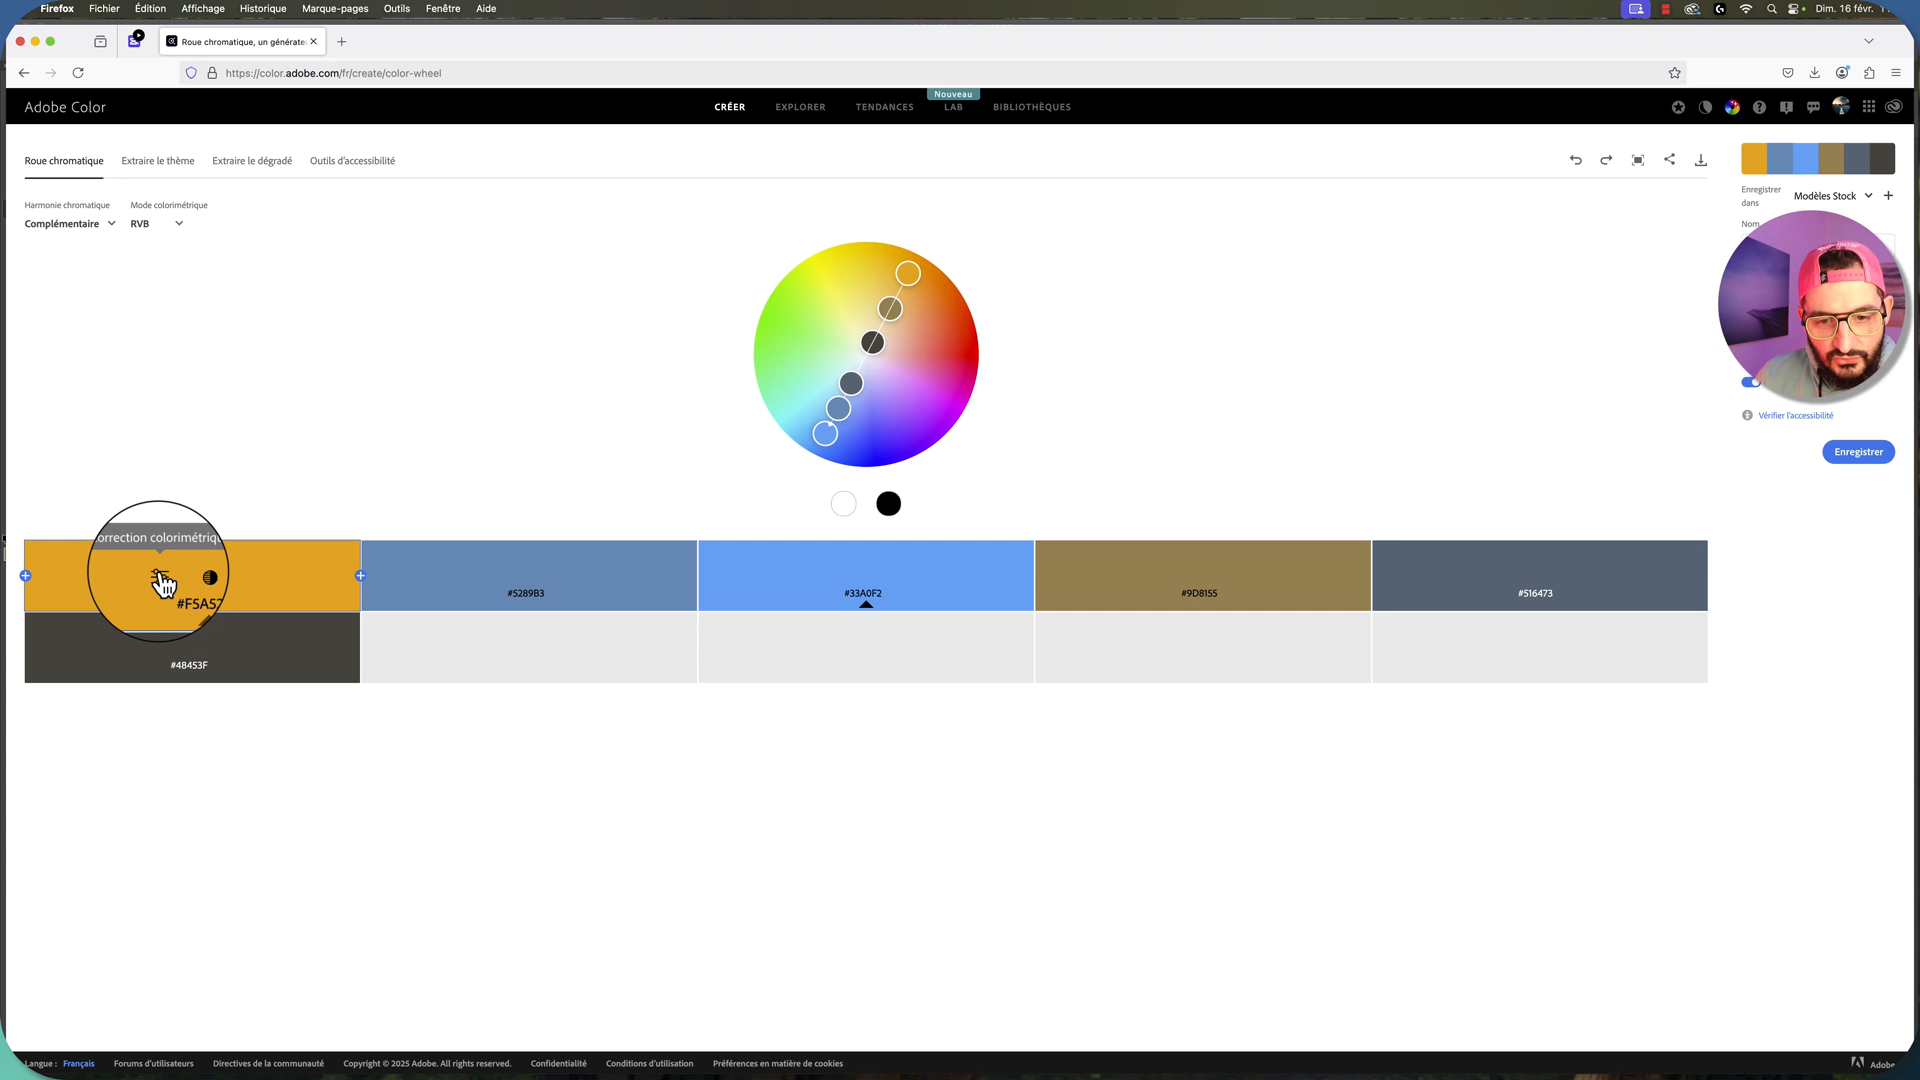 Firefox Fichier Édition Affichage Historique Marque-pages Outils Fenêtre Aide
Dim. 16 févr.
Roue chromatique, un générate
https://color.adobe.com/fr/create/color-wheel
Nouveau
Adobe Color
CRÉER EXPLORER TENDANCES LAB BIBLIOTHÈQUES
Roue chromatique Extraire le thème Extraire le dégradé Outils d'accessibilité
Enregistrer dans
Modèles Stock
Harmonie chromatique Mode colorimétrique
Nom
Complémentaire RVB
Vérifier l'accessibilité
Enregistrer
orrection colorimétriqu
#F5A52
#5289B3
#33A0F2
#9D8155
#516473
#48453F
Langue : Français Forums d'utilisateurs Directives de la communauté Copyright © 2025 Adobe. All rights reserved. Confidentialité Conditions d'utilisation Préférences en matière de cookies
Adobe